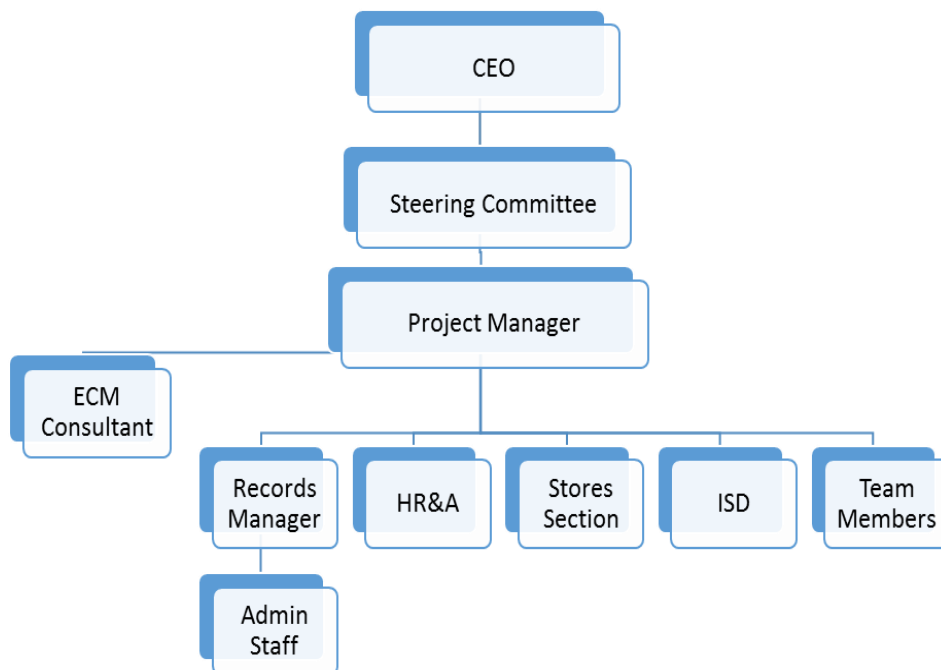 CEO
Steering Committee
Project Manager
ECM
Consultant
Records
Manager
HR&A
Stores
Section
ISD
Team
Members
Admin
Staff